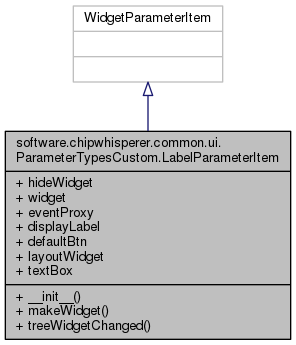 WidgetParameterItem
software.chipwhisperer.common.ui.
ParameterTypesCustom.LabelParameterItem
+ hideWidget
+ widget
+ eventProxy
+ displayLabel
+ defaultBtn
+ layoutWidget
+ textBox
+ __init__()
+ makeWidget()
+ treeWidgetChanged()